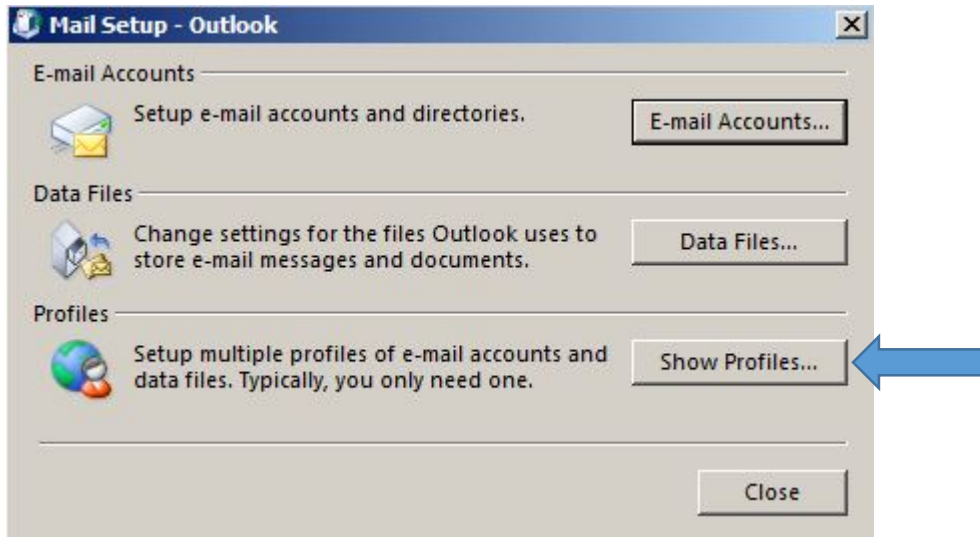 Mail Setup - Outlook
E-mail Accounts
Setup e-mail accounts and directories.
E-mail Accounts...
Data Files
Change settings for the files Outlook uses to
store e-mail messages and documents.
Data Files...
Profiles
Setup multiple profiles of e-mail accounts and
data files. Typically, you only need one.
Show Profiles...
Close